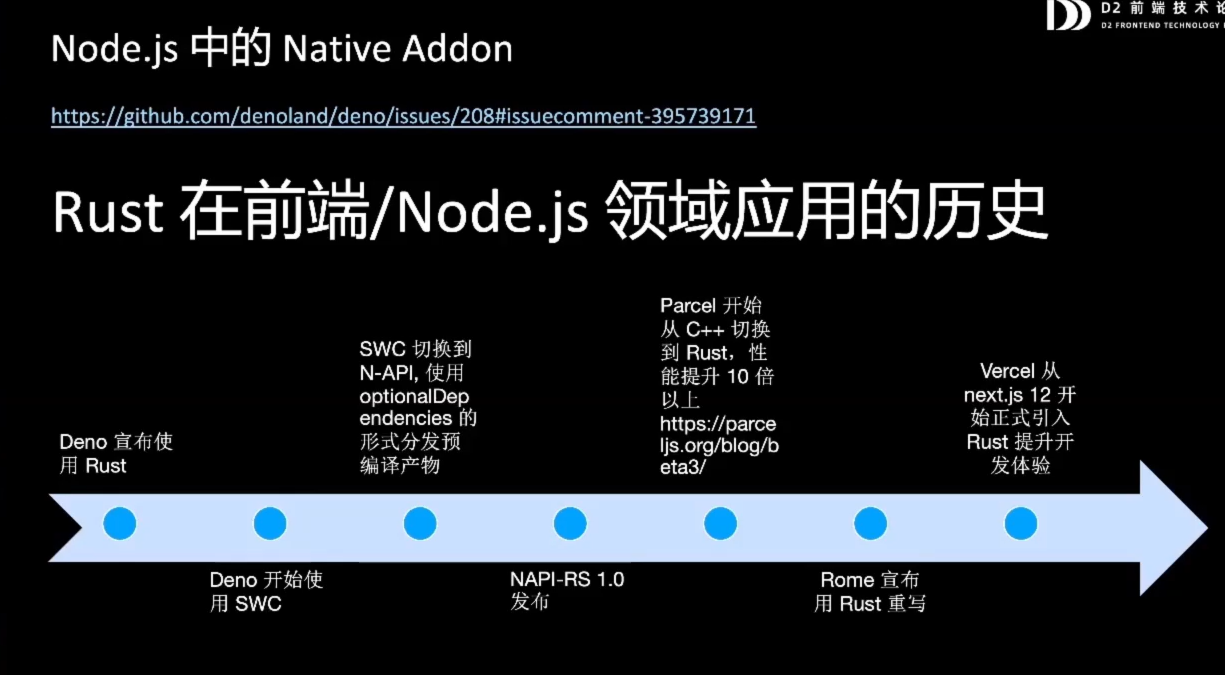 D2 前 端 技 术
D2 FRONTEND TECHNOLOGY
Node.js 中的 Native Addon
https://github.com/denoland/deno/issues/208#issuecomment-395739171
Rust 在前端/Node.js 领域应用的历史
Deno 宣布使
用 Rust
Deno 开始使
用 SWC
SWC 切换到
N-API, 使用
optionalDep
endencies 的
形式分发预
编译产物
NAPI-RS 1.0
发布
Parcel 开始
从 C++ 切换
到 Rust，性
能提升 10 倍
以上
https://parce
ljs.org/blog/b
eta3/
Rome 宣布
用 Rust 重写
Vercel 从
next.js 12 开
始正式引入
Rust 提升开
发体验